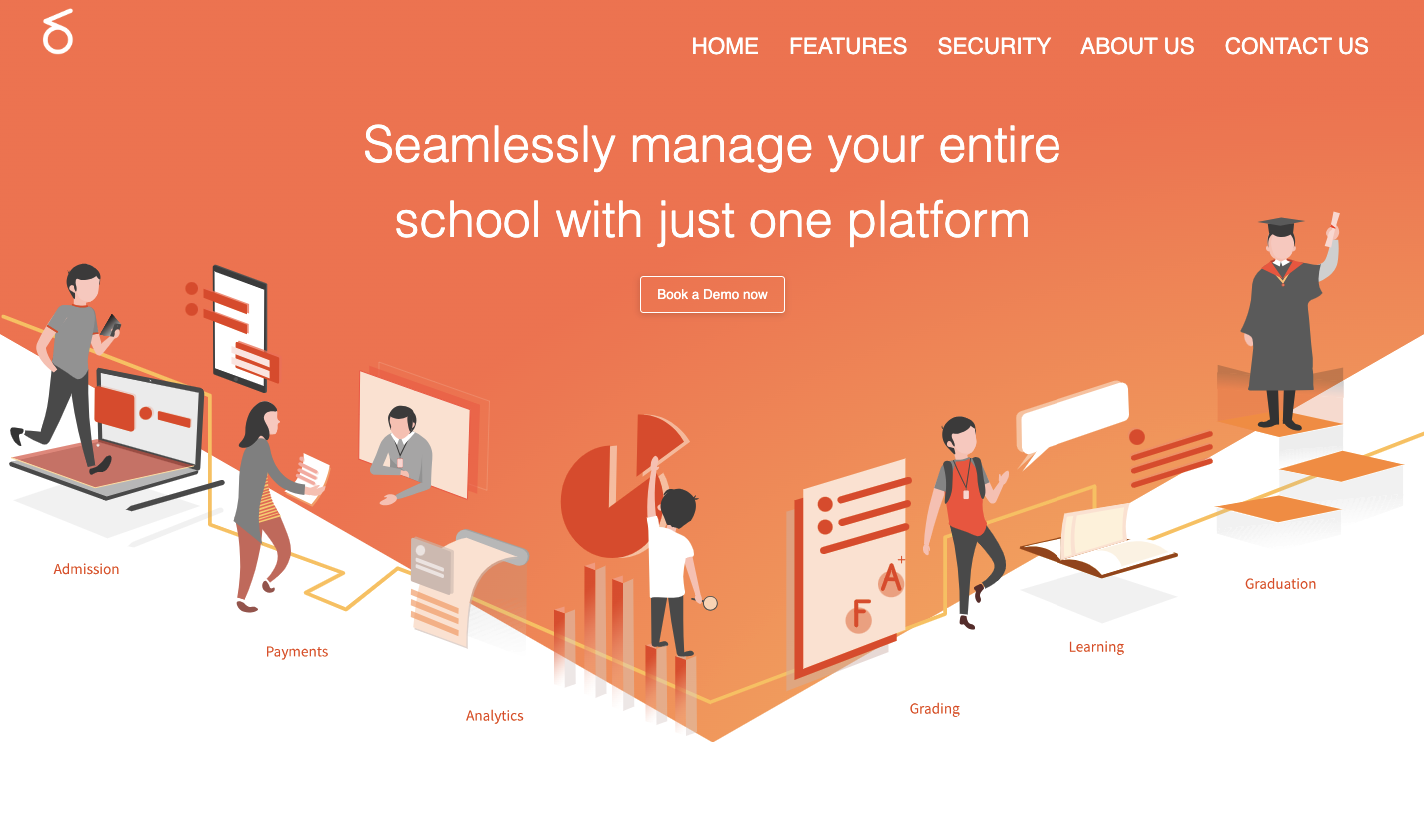 HOME FEATURES SECURITY ABOUT US CONTACT US
Seamlessly manage your entire
school with just one platform
Book a Demo now
Admission
Payments
Analytics
A+
F
Grading
Learning
Graduation